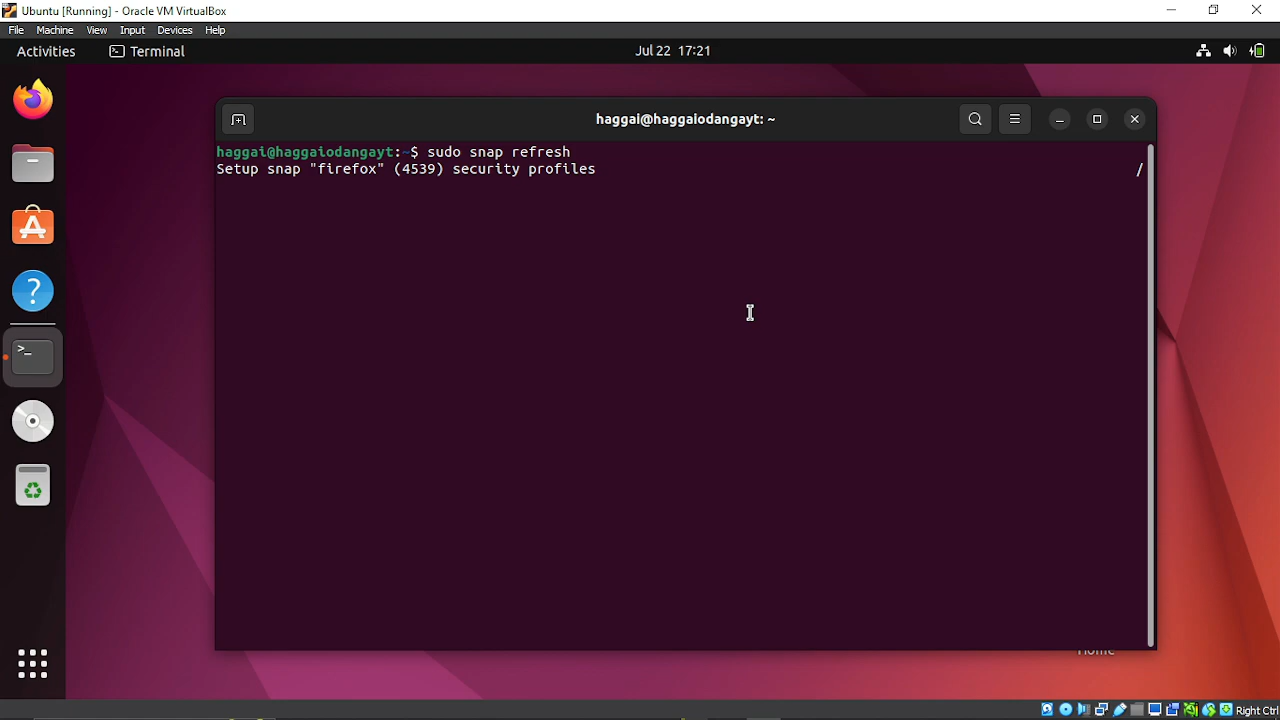 Ubuntu [Running] - Oracle VM VirtualBox
File Machine View Input Devices Help
Activities Terminal Jul 22 17:21
haggai@haggaiodangayt: ~
haggai@haggaiodangayt:~$ sudo snap refresh
Setup snap "firefox" (4539) security profiles /
Home
Right Ctrl